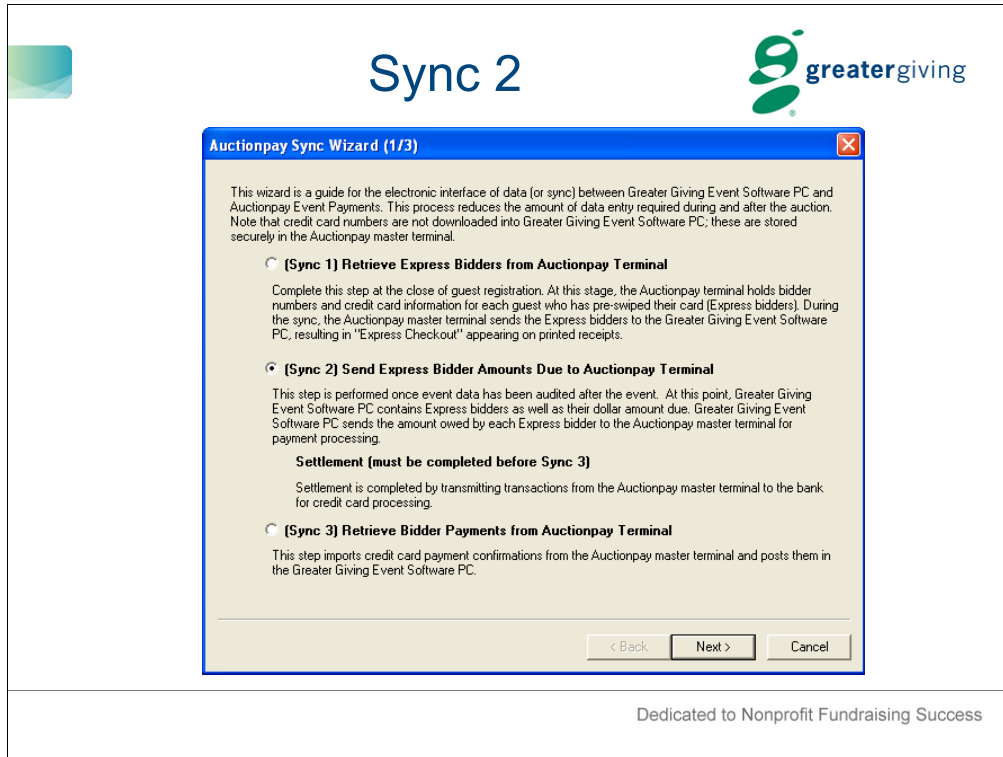 Sync 2
greatergiving
Auctionpay Sync Wizard (1/3)
This wizard is a guide for the electronic interface of data (or sync) between Greater Giving Event Software PC and
Auctionpay Event Payments. This process reduces the amount of data entry required during and after the auction.
Note that credit card numbers are not downloaded into Greater Giving Event Software PC; these are stored
securely in the Auctionpay master terminal.
(Sync 1) Retrieve Express Bidders from Auctionpay Terminal
Complete this step at the close of guest registration. At this stage, the Auctionpay terminal holds bidder
numbers and credit card information for each guest who has pre-swiped their card (Express bidders). During
the sync, the Auctionpay master terminal sends the Express bidders to the Greater Giving Event Software
PC, resulting in "Express Checkout" appearing on printed receipts.
(Sync 2) Send Express Bidder Amounts Due to Auctionpay Terminal
This step is performed once event data has been audited after the event.  At this point, Greater Giving
Event Software PC contains Express bidders as well as their dollar amount due. Greater Giving Event
Software PC sends the amount owed by each Express bidder to the Auctionpay master terminal for
payment processing.
Settlement (must be completed before Sync 3)
Settlement is completed by transmitting transactions from the Auctionpay master terminal to the bank
for credit card processing.
(Sync 3) Retrieve Bidder Payments from Auctionpay Terminal
This step imports credit card payment confirmations from the Auctionpay master terminal and posts them in
the Greater Giving Event Software PC.
< Back Next > Cancel
Dedicated to Nonprofit Fundraising Success